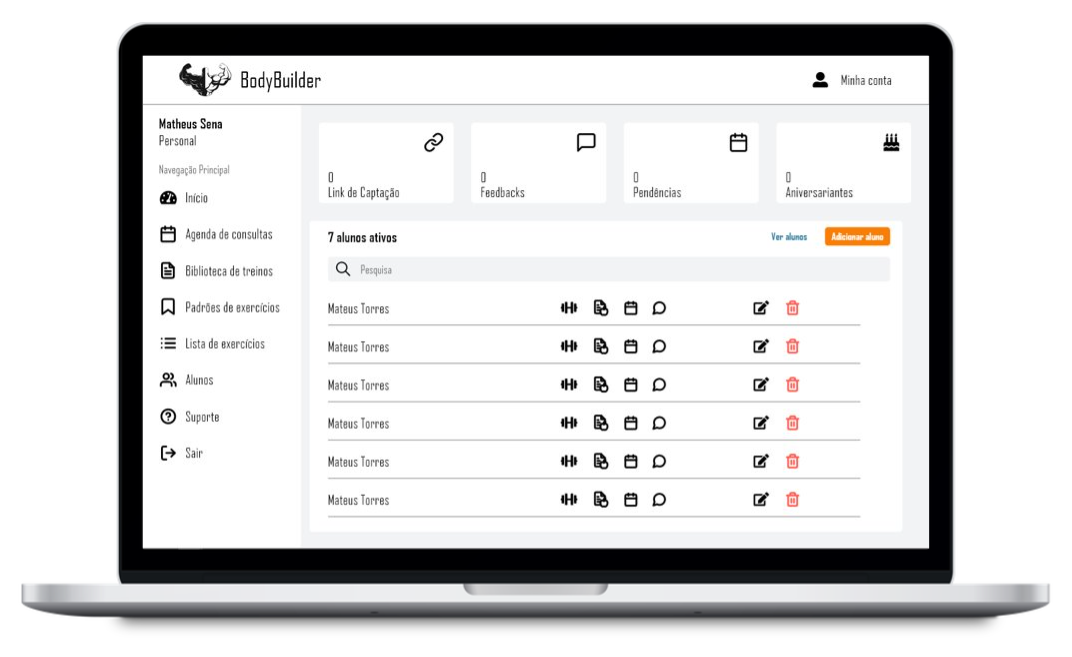 BodyBuilder
Minha conta
Matheus Sena
Personal
Navegação Principal
Início
Agenda de consultas
Biblioteca de treinos
Padrões de exercícios
Lista de exercícios
Alunos
Suporte
Sair
0
Link de Captação
0
Feedbacks
0
Pendências
0
Aniversariantes
7 alunos ativos
Ver alunos
Adicionar aluno
Pesquisa
Mateus Torres
Mateus Torres
Mateus Torres
Mateus Torres
Mateus Torres
Mateus Torres